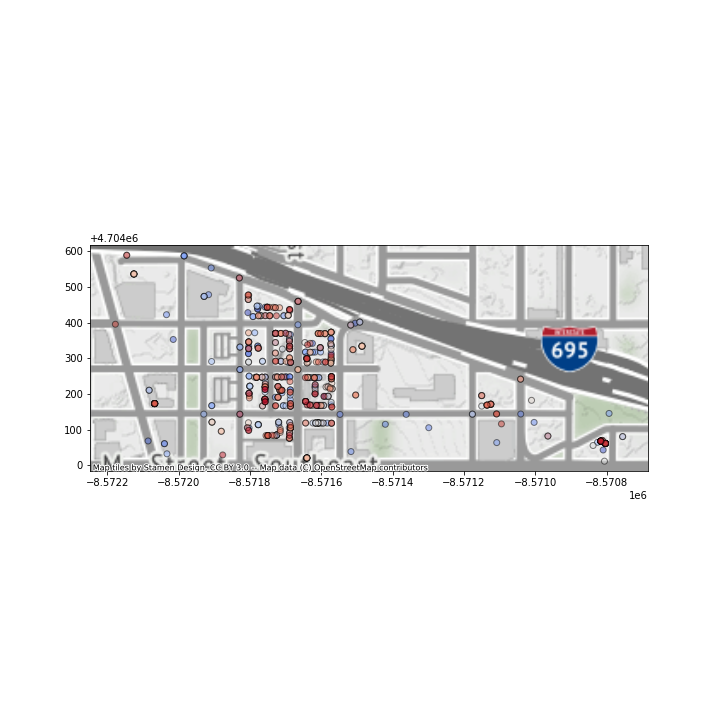 +4.704e6
600
500
400
300
200
100
0
st
INTERSTATE
695
M Street Southeast
Map tiles by Stamen Design, CC BY 3.0 -- Map data (C) OpenStreetMap contributors
−8.5722 −8.5720 −8.5718 −8.5716 −8.5714 −8.5712 −8.5710 −8.5708
1e6